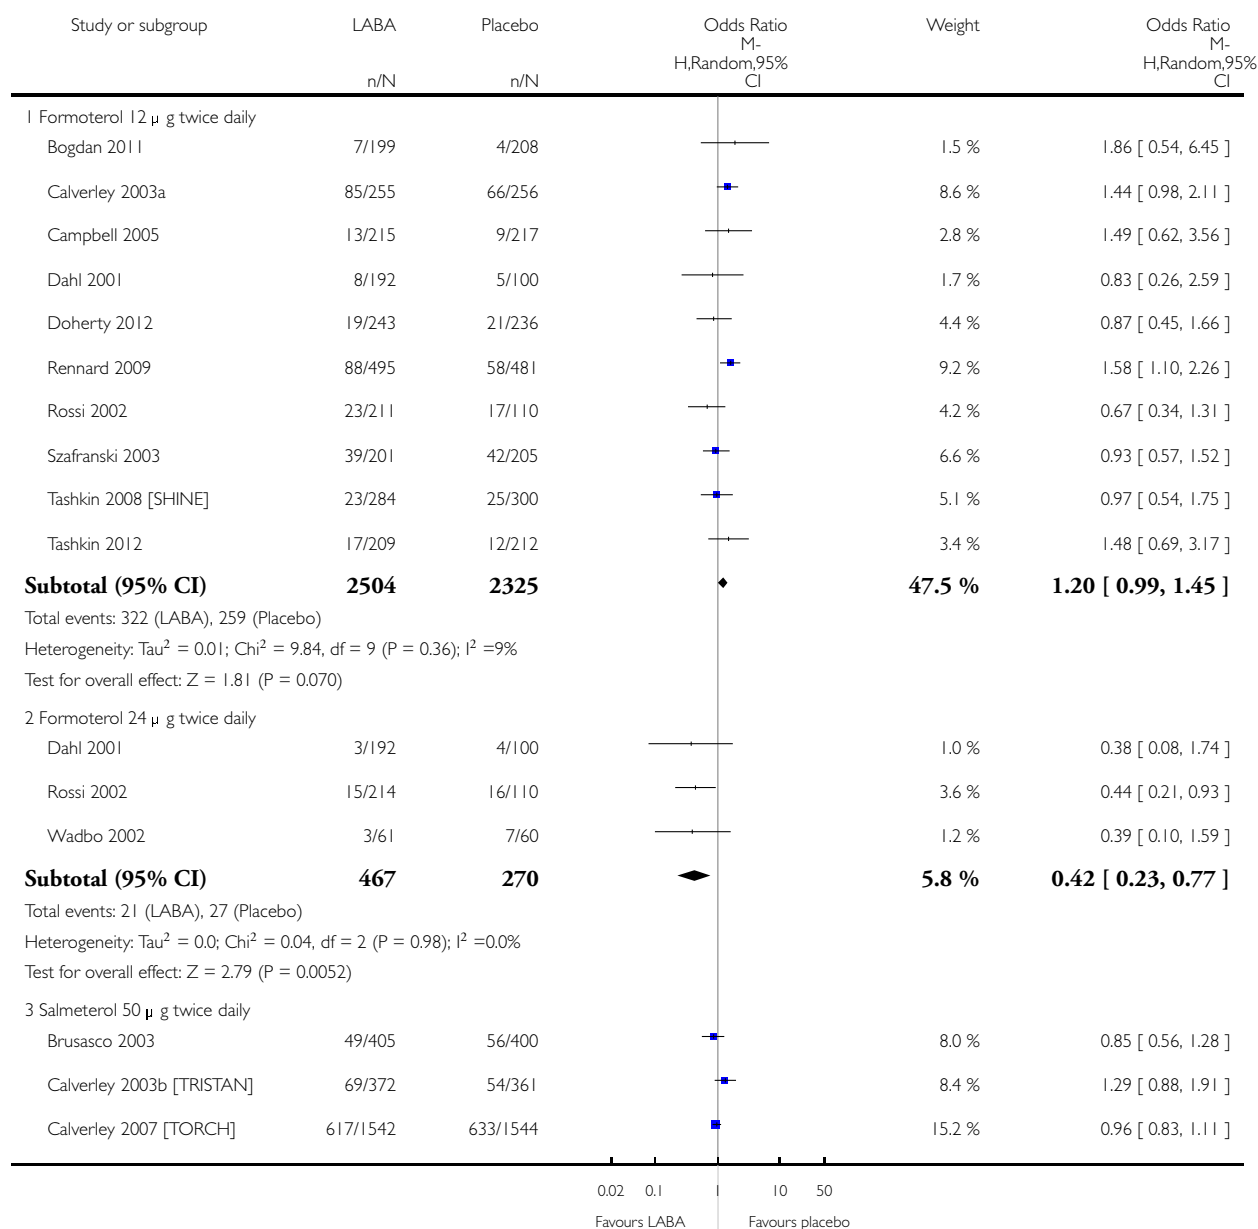 Study or subgroup LABA Placebo Odds Ratio Weight Odds Ratio
M- M-
H,Random,95% H,Random,95%
n/N n/N CI CI
1 Formoterol 12 μ g twice daily
Bogdan 2011 7/199 4/208 1.5 % 1.86 [ 0.54, 6.45 ]
Calverley 2003a 85/255 66/256 8.6 % 1.44 [ 0.98, 2.11 ]
Campbell 2005 13/215 9/217 2.8 % 1.49 [ 0.62, 3.56 ]
Dahl 2001 8/192 5/100 1.7 % 0.83 [ 0.26, 2.59 ]
Doherty 2012 19/243 21/236 4.4 % 0.87 [ 0.45, 1.66 ]
Rennard 2009 88/495 58/481 9.2 % 1.58 [ 1.10, 2.26 ]
Rossi 2002 23/211 17/110 4.2 % 0.67 [ 0.34, 1.31 ]
Szafranski 2003 39/201 42/205 6.6 % 0.93 [ 0.57, 1.52 ]
Tashkin 2008 [SHINE] 23/284 25/300 5.1 % 0.97 [ 0.54, 1.75 ]
Tashkin 2012 17/209 12/212 3.4 % 1.48 [ 0.69, 3.17 ]
Subtotal (95% CI) 2504 2325 47.5 % 1.20 [ 0.99, 1.45 ]
Total events: 322 (LABA), 259 (Placebo)
Heterogeneity: Tau² = 0.01; Chi² = 9.84, df = 9 (P = 0.36); I² =9%
Test for overall effect: Z = 1.81 (P = 0.070)
2 Formoterol 24 μ g twice daily
Dahl 2001 3/192 4/100 1.0 % 0.38 [ 0.08, 1.74 ]
Rossi 2002 15/214 16/110 3.6 % 0.44 [ 0.21, 0.93 ]
Wadbo 2002 3/61 7/60 1.2 % 0.39 [ 0.10, 1.59 ]
Subtotal (95% CI) 467 270 5.8 % 0.42 [ 0.23, 0.77 ]
Total events: 21 (LABA), 27 (Placebo)
Heterogeneity: Tau² = 0.0; Chi² = 0.04, df = 2 (P = 0.98); I² =0.0%
Test for overall effect: Z = 2.79 (P = 0.0052)
3 Salmeterol 50 μ g twice daily
Brusasco 2003 49/405 56/400 8.0 % 0.85 [ 0.56, 1.28 ]
Calverley 2003b [TRISTAN] 69/372 54/361 8.4 % 1.29 [ 0.88, 1.91 ]
Calverley 2007 [TORCH] 617/1542 633/1544 15.2 % 0.96 [ 0.83, 1.11 ]
0.02 0.1 1 10 50
Favours LABA Favours placebo